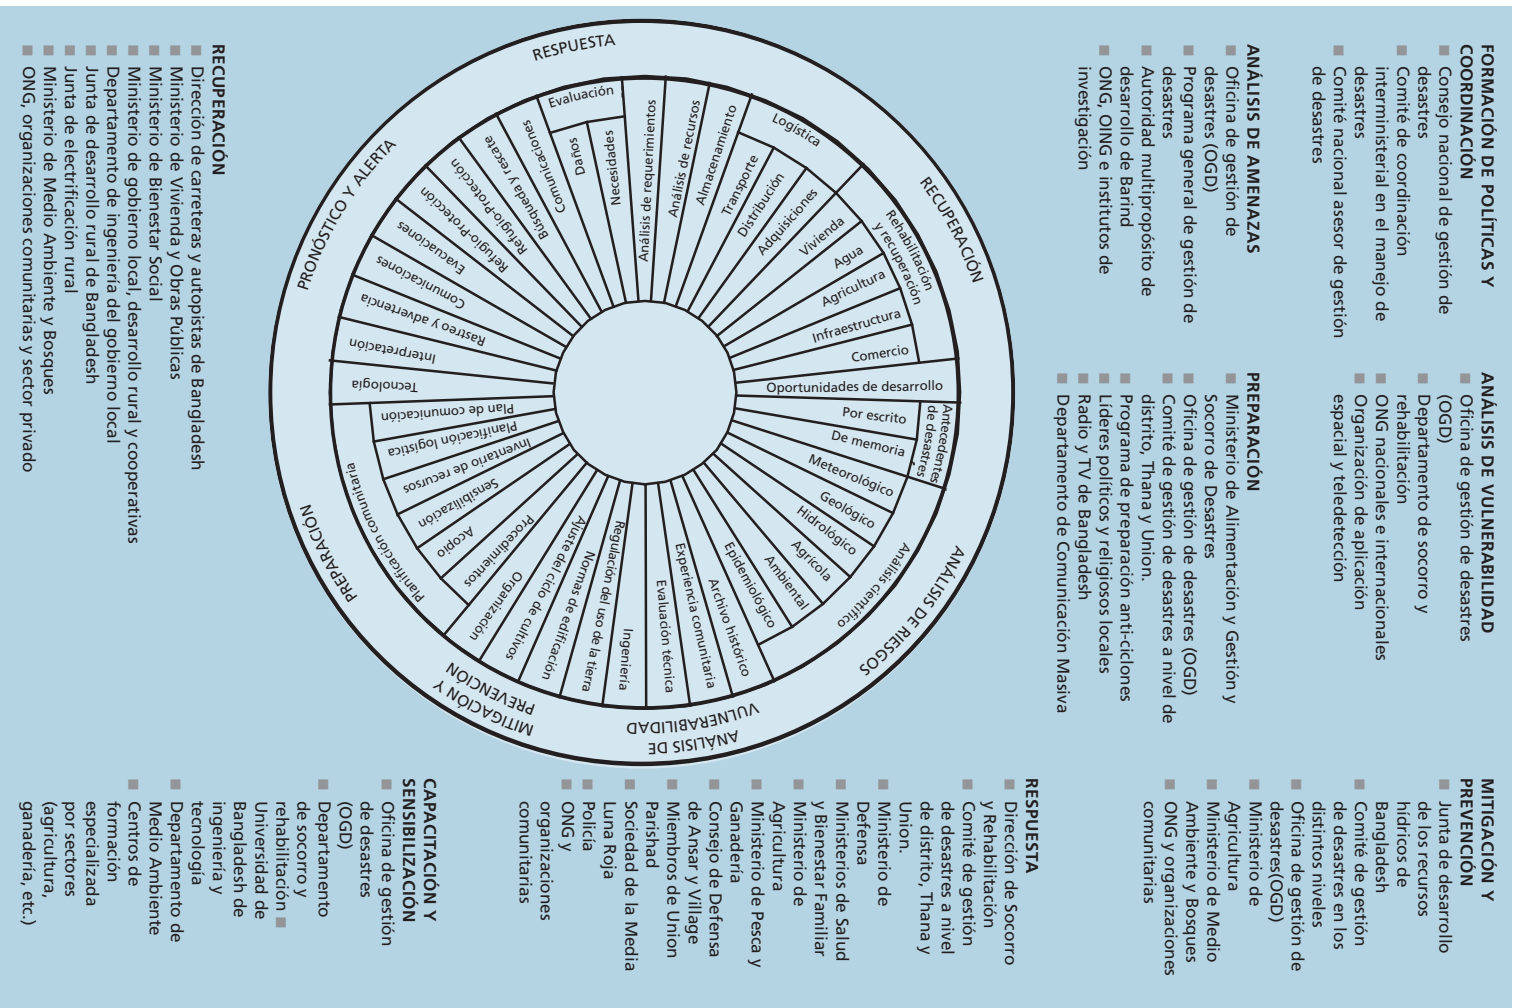 FORMACIÓN DE POLÍTICAS Y
COORDINACIÓN
■ Consejo nacional de gestión de
desastres
■ Comité de coordinación
interministerial en el manejo de
desastres
■ Comité nacional asesor de gestión
de desastres
ANÁLISIS DE VULNERABILIDAD
■ Oficina de gestión de desastres
(OGD)
■ Departamento de socorro y
rehabilitación
■ ONG nacionales e internacionales
■ Organización de aplicación
espacial y teledetección
MITIGACIÓN Y
PREVENCIÓN
■ Junta de desarrollo
de los recursos
hídricos de
Bangladesh
■ Comité de gestión
de desastres en los
distintos niveles
■ Oficina de gestión de
desastres(OGD)
■ Ministerio de
Agricultura
■ Ministerio de Medio
Ambiente y Bosques
■ ONG y organizaciones
comunitarias
ANÁLISIS DE AMENAZAS
■ Oficina de gestión de
desastres (OGD)
■ Programa general de gestión de
desastres
■ Autoridad multipropósito de
desarrollo de Barind
■ ONG, OING e institutos de
investigación
PREPARACIÓN
■ Ministerio de Alimentación y Gestión y
Socorro de Desastres
■ Oficina de gestión de desastres (OGD)
■ Comité de gestión de desastres a nivel de
distrito, Thana y Union.
■ Programa de preparación anti-ciclones
■ Líderes políticos y religiosos locales
■ Radio y TV de Bangladesh
■ Departamento de Comunicación Masiva
RESPUESTA
■ Dirección de Socorro
y Rehabilitación
■ Comité de gestión
de desastres a nivel
de distrito, Thana y
Union.
■ Ministerio de
Defensa
■ Ministerios de Salud
y Bienestar Familiar
■ Ministerio de
Agricultura
■ Ministerio de Pesca y
Ganadería
■ Consejo de Defensa
de Ansar y Village
■ Miembros de Union
Parishad
■ Sociedad de la Media
Luna Roja
■ Policía
■ ONG y
organizaciones
comunitarias
RESPUESTA
Evaluación
Daños
Necesidades
Análisis de requerimientos
Análisis de recursos
Almacenamiento
Logística
Transporte
Distribución
Adquisiciones
RECUPERACIÓN
Rehabilitación
y recuperación
Vivienda
Agua
Agricultura
Infraestructura
Comercio
Oportunidades de desarrollo
ANÁLISIS DE RIESGOS
Antecedentes
de desastres
Por escrito
De memoria
Análisis científico
Meteorológico
Geológico
Hidrológico
Agrícola
Ambiental
Epidemiológico
ANÁLISIS DE
VULNERABILIDAD
Archivo histórico
Experiencia comunitaria
Evaluación técnica
MITIGACIÓN Y
PREVENCIÓN
Ingeniería
Regulación del uso de la tierra
Normas de edificación
Ajuste del ciclo de cultivos
Organización
PREPARACIÓN
Planificación comunitaria
Procedimientos
Acopio
Sensibilización
Inventario de recursos
Planificación logística
Plan de comunicación
PRONÓSTICO Y ALERTA
Tecnología
Interpretación
Rastreo y advertencia
Comunicaciones
Evacuaciones
Refugio-Protección
Refugio-Protección
Búsqueda y rescate
Comunicaciones
CAPACITACIÓN Y
SENSIBILIZACIÓN
■ Oficina de gestión
de desastres
(OGD)
■ Departamento
de socorro y
rehabilitación ■
Universidad de
Bangladesh de
ingeniería y
tecnología
■ Departamento de
Medio Ambiente
■ Centros de
formación
especializada
por sectores
(agricultura,
ganadería, etc.)
RECUPERACIÓN
■ Dirección de carreteras y autopistas de Bangladesh
■ Ministerio de Vivienda y Obras Públicas
■ Ministerio de Bienestar Social
■ Ministerio de gobierno local, desarrollo rural y cooperativas
■ Departamento de ingeniería del gobierno local
■ Junta de desarrollo rural de Bangladesh
■ Junta de electrificación rural
■ Ministerio de Medio Ambiente y Bosques
■ ONG, organizaciones comunitarias y sector privado